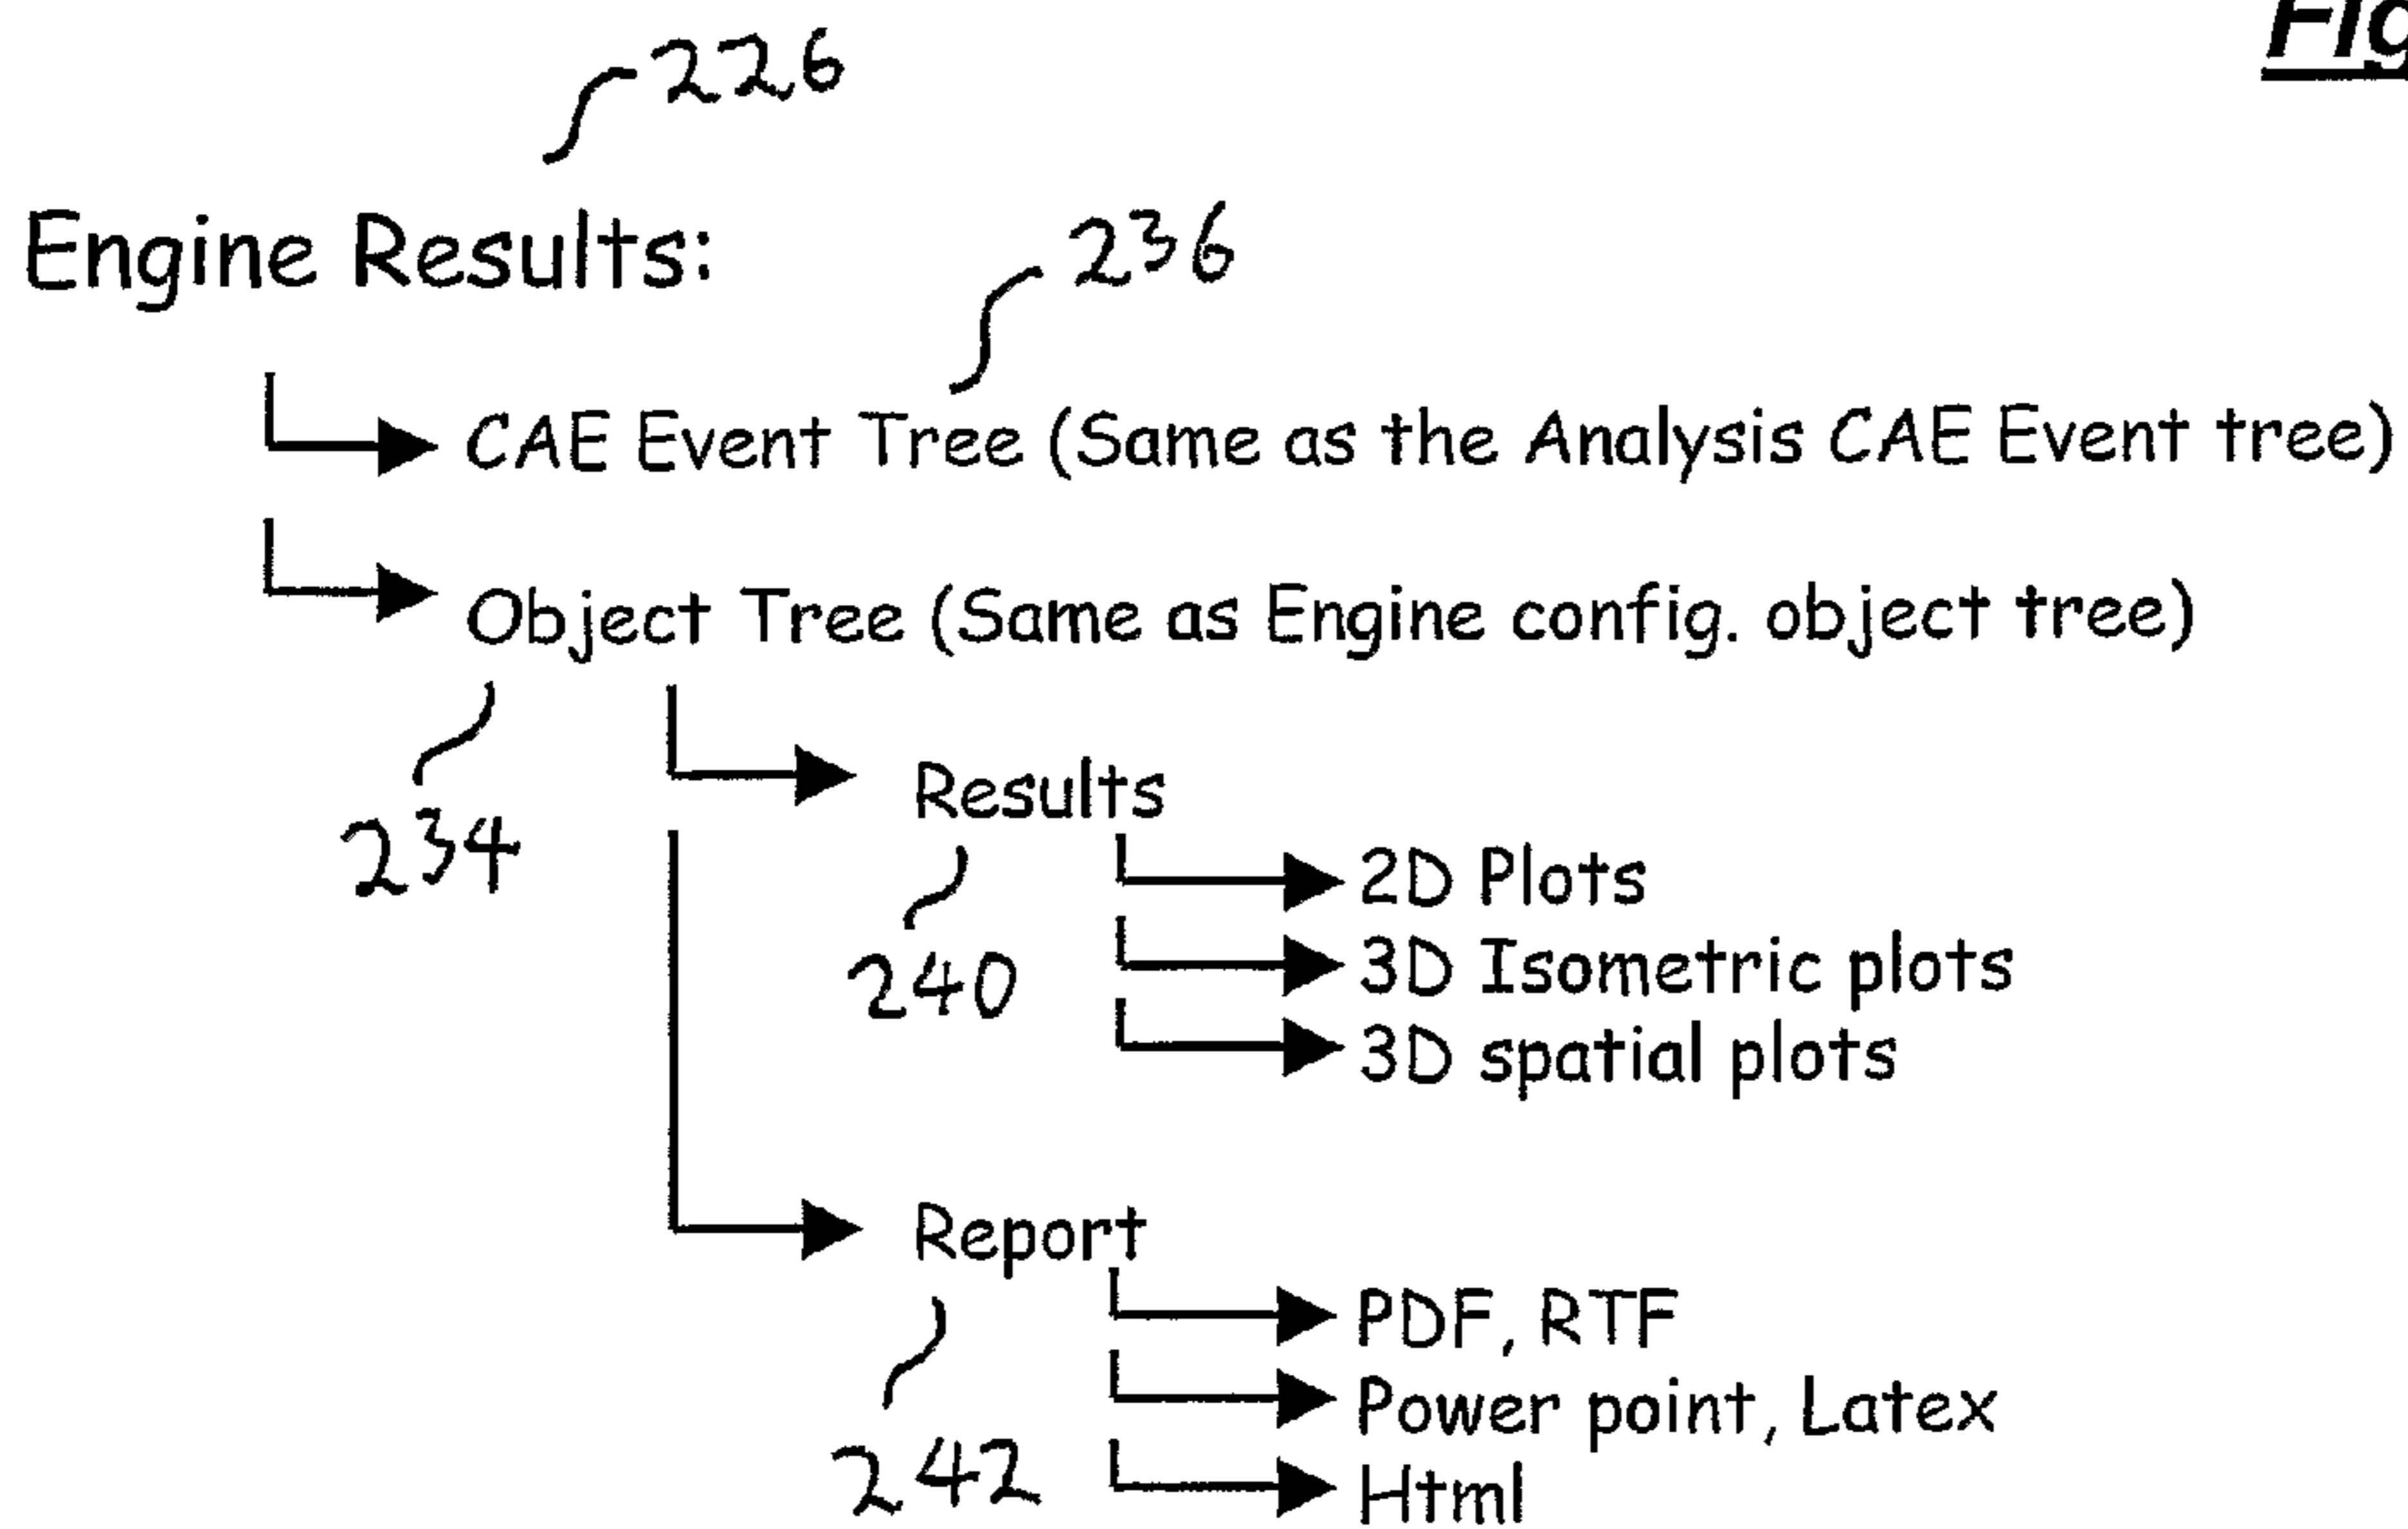 Fig
226
Engine Results:
236
CAE Event Tree (Same as the Analysis CAE Event tree)
Object Tree (Same as Engine config. object tree)
234
Results
240
2D Plots
3D Isometric plots
3D spatial plots
Report
242
PDF, RTF
Power point, Latex
Html